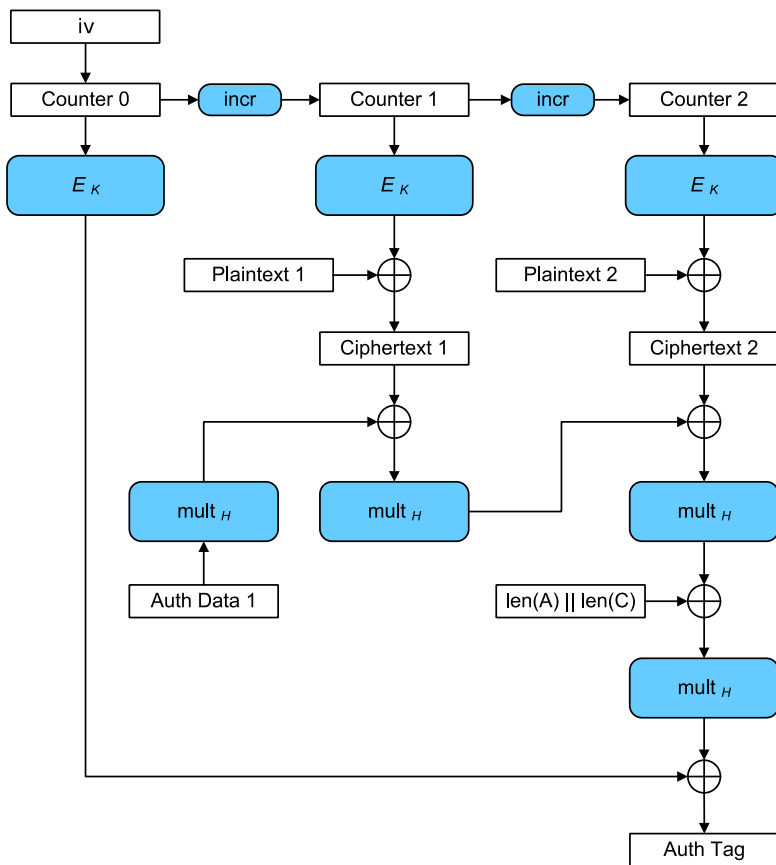 iv
Counter 0
incr
Counter 1
incr
Counter 2
E K
E K
E K
Plaintext 1
Plaintext 2
Ciphertext 1
Ciphertext 2
mult H
mult H
mult H
Auth Data 1
len(A) || len(C)
mult H
Auth Tag